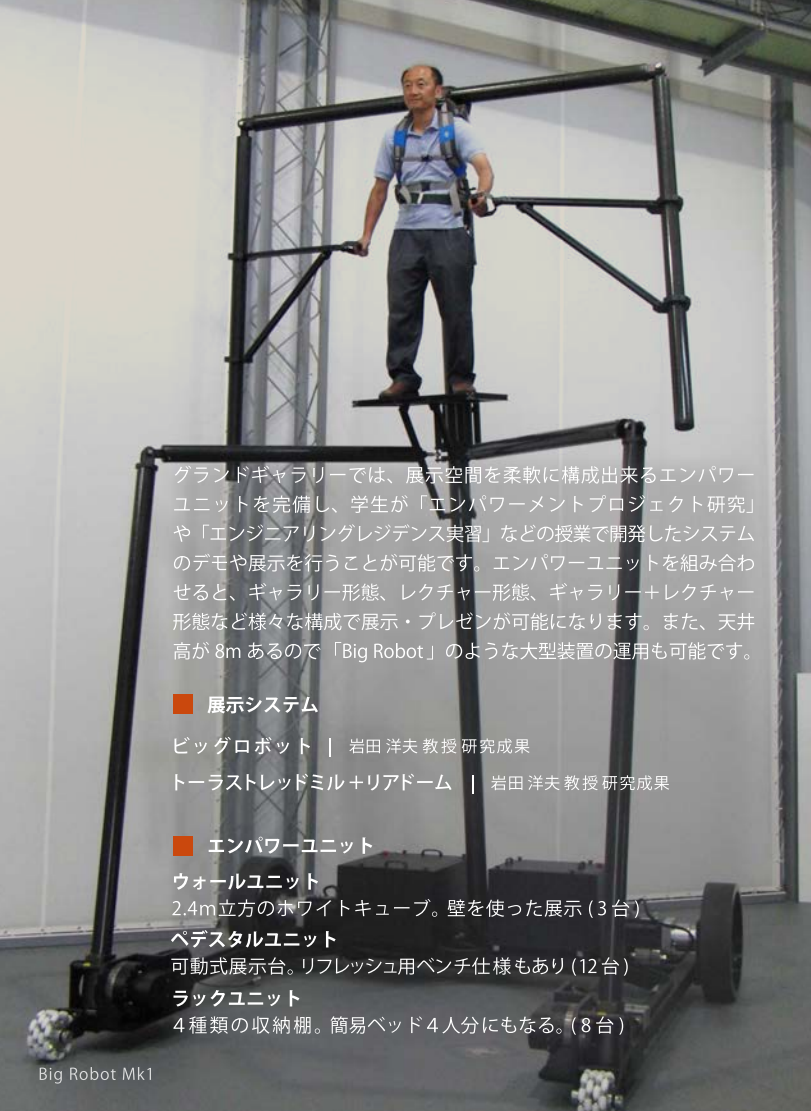 グランドギャラリーでは、展示空間を柔軟に構成出来るエンパワー
ユニットを完備し、学生が「エンパワーメントプロジェクト研究」
や「エンジニアリングレジデンス実習」などの授業で開発したシステム
のデモや展示を行うことが可能です。エンパワーユニットを組み合わ
せると、ギャラリー形態、レクチャー形態、ギャラリー＋レクチャー
形態など様々な構成で展示・プレゼンが可能になります。また、天井
高が 8m あるので「Big Robot」のような大型装置の運用も可能です。
展示システム
ビッグロボット | 岩田 洋夫 教授 研究成果
トーラストレッドミル＋リアドーム | 岩田 洋夫 教授 研究成果
エンパワーユニット
ウォールユニット
2.4m立方のホワイトキューブ。壁を使った展示 ( 3 台 )
ペデスタルユニット
可動式展示台。リフレッシュ用ベンチ仕様もあり (12 台 )
ラックユニット
４種類の収納棚。簡易ベッド４人分にもなる。( 8 台 )
Big Robot Mk1